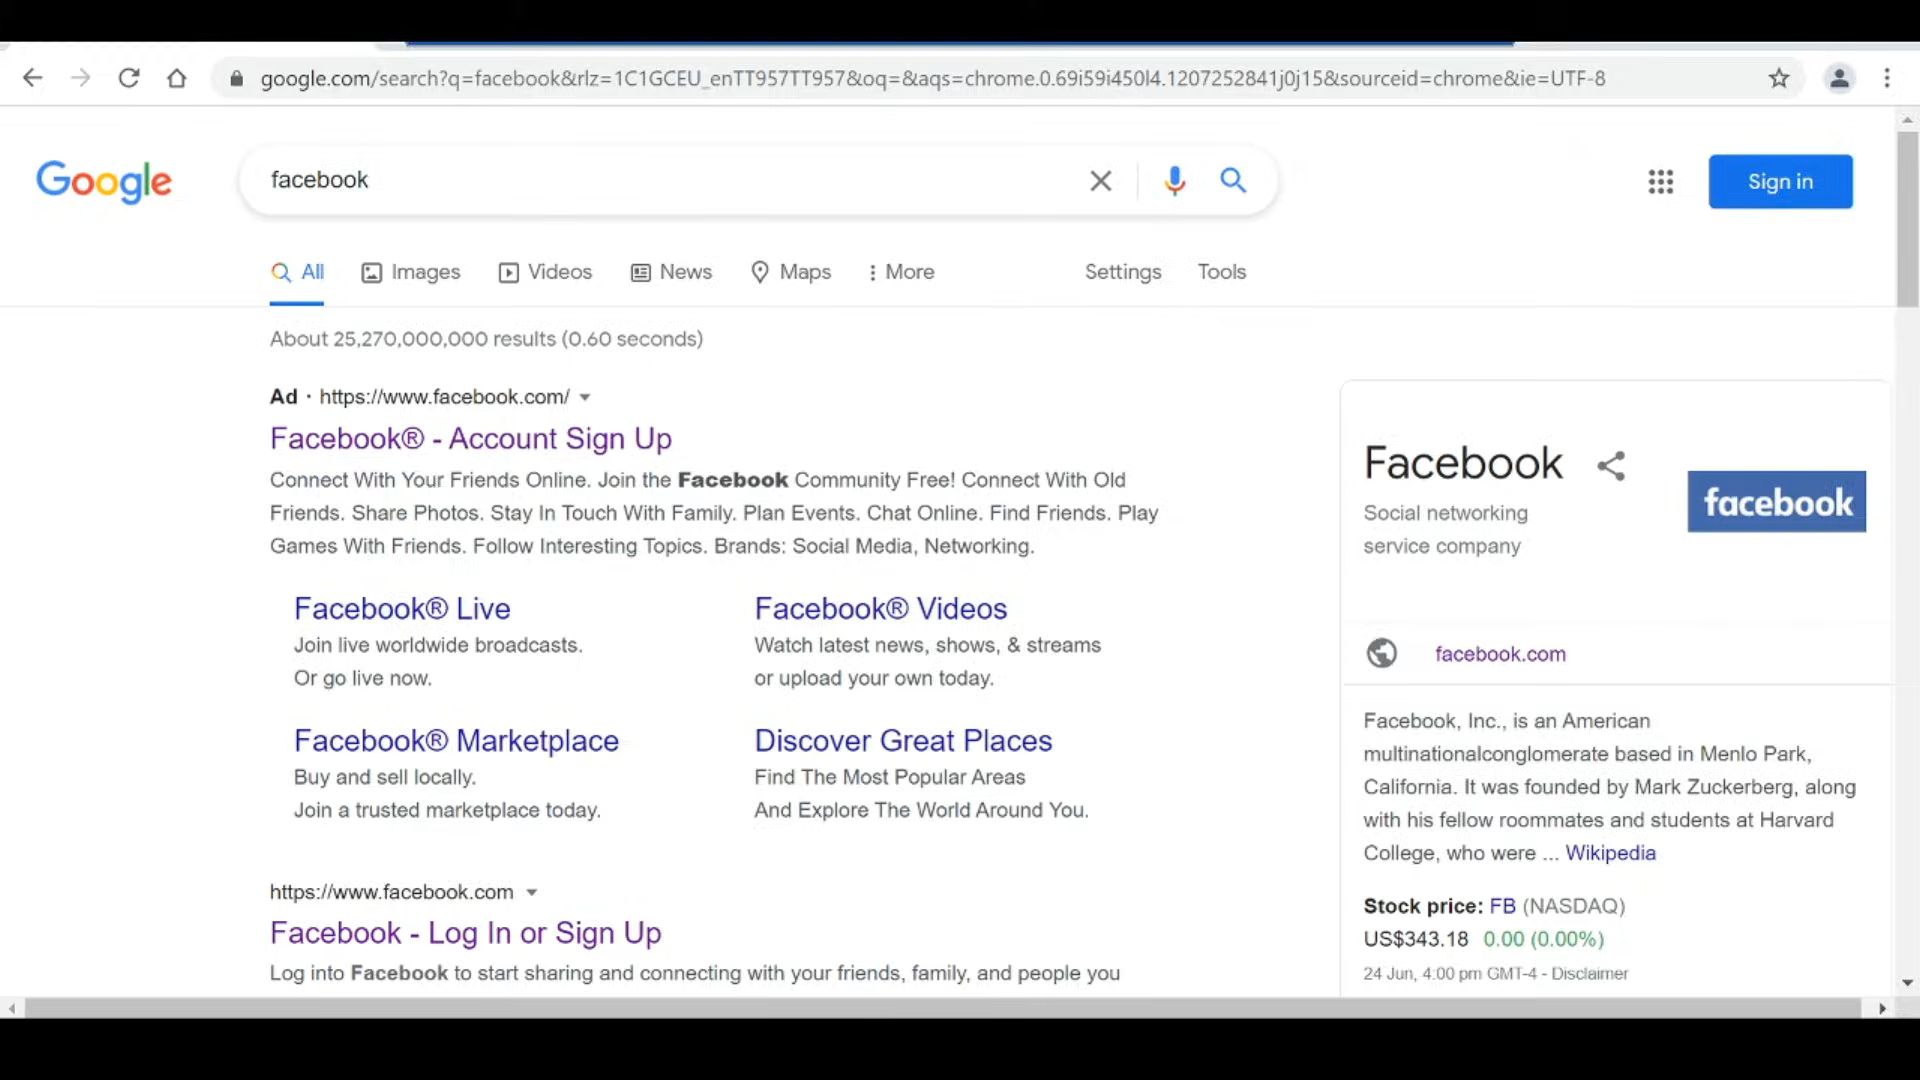 google.com/search?q=facebook&rlz=1C1GCEU_enTT957TT957&oq=&aqs=chrome.0.69i59i450l4.1207252841j0j15&sourceid=chrome&ie=UTF-8
Google
facebook
Sign in
All
Images
Videos
News
Maps
More
Settings
Tools
About 25,270,000,000 results (0.60 seconds)
Ad · https://www.facebook.com/
Facebook® - Account Sign Up
Connect With Your Friends Online. Join the Facebook Community Free! Connect With Old
Friends. Share Photos. Stay In Touch With Family. Plan Events. Chat Online. Find Friends. Play
Games With Friends. Follow Interesting Topics. Brands: Social Media, Networking.
Facebook® Live
Join live worldwide broadcasts.
Or go live now.
Facebook® Videos
Watch latest news, shows, & streams
or upload your own today.
Facebook® Marketplace
Buy and sell locally.
Join a trusted marketplace today.
Discover Great Places
Find The Most Popular Areas
And Explore The World Around You.
https://www.facebook.com
Facebook - Log In or Sign Up
Log into Facebook to start sharing and connecting with your friends, family, and people you
Facebook
Social networking
service company
facebook
facebook.com
Facebook, Inc., is an American
multinationalconglomerate based in Menlo Park,
California. It was founded by Mark Zuckerberg, along
with his fellow roommates and students at Harvard
College, who were ... Wikipedia
Stock price: FB (NASDAQ)
US$343.18 0.00 (0.00%)
24 Jun, 4:00 pm GMT-4 - Disclaimer